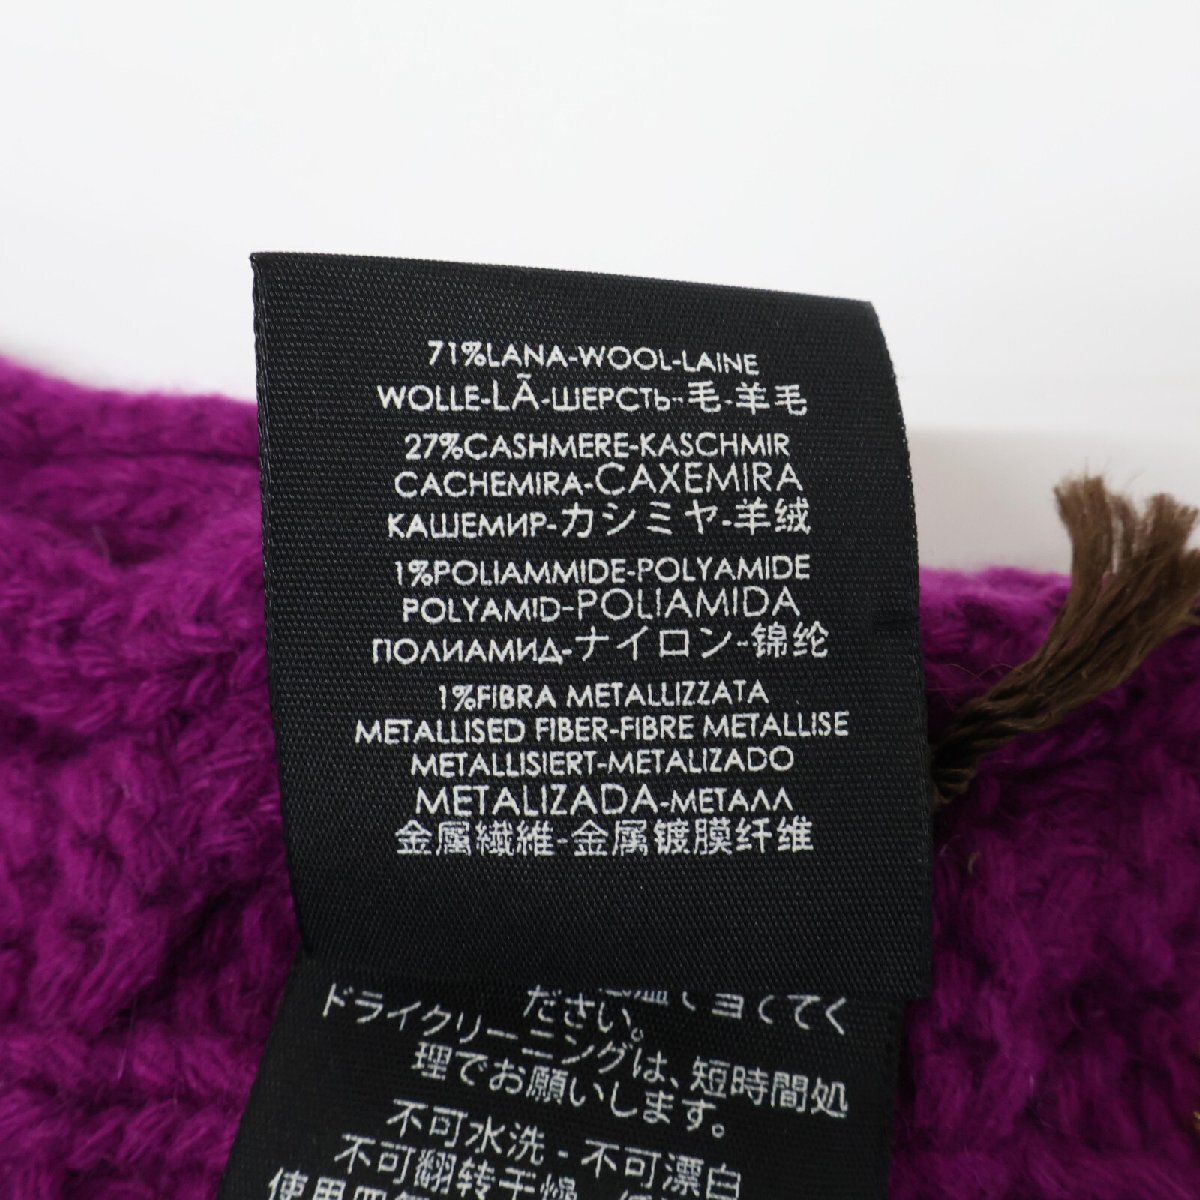 71%LANA-WOOL-LAINE
WOLLE-LÃ-ШЕРСТЬ-毛-羊毛
27%CASHMERE-KASCHMIR
CACHEMIRA-CAXEMIRA
КАШЕМИР-カシミヤ-羊绒
1%POLIAMMIDE-POLYAMIDE
POLYAMID-POLIAMIDA
ПОЛИАМИД-ナイロン-锦纶
1%FIBRA METALLIZZATA
METALLISED FIBER-FIBRE METALLISE
METALLISIERT-METALIZADO
METALIZADA-МЕТАЛЛ
金属繊維-金属镀膜纤维
ださい。
ドライクリーニングは、短時間処
理でお願いします。
不可水洗 - 不可漂白
不可翻转干燥
使用